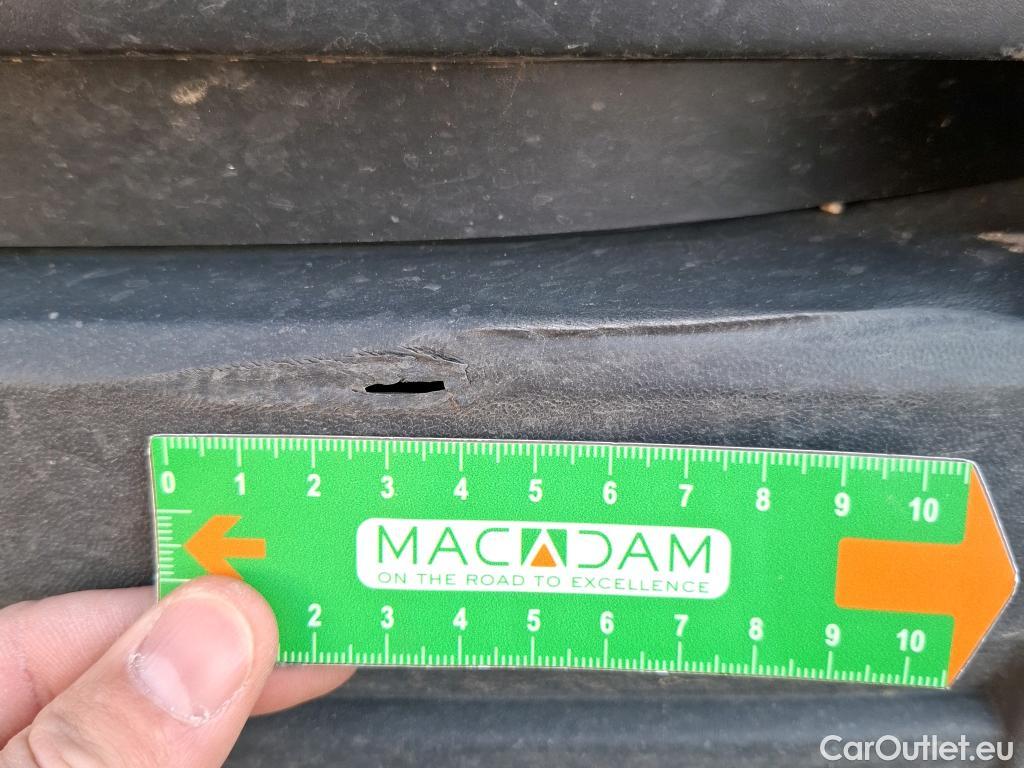 0 1 2 3 4 5 6 7 8 9 10
MACADAM
ON THE ROAD TO EXCELLENCE
2 3 4 5 6 7 8 9 10
CarOutlet.eu